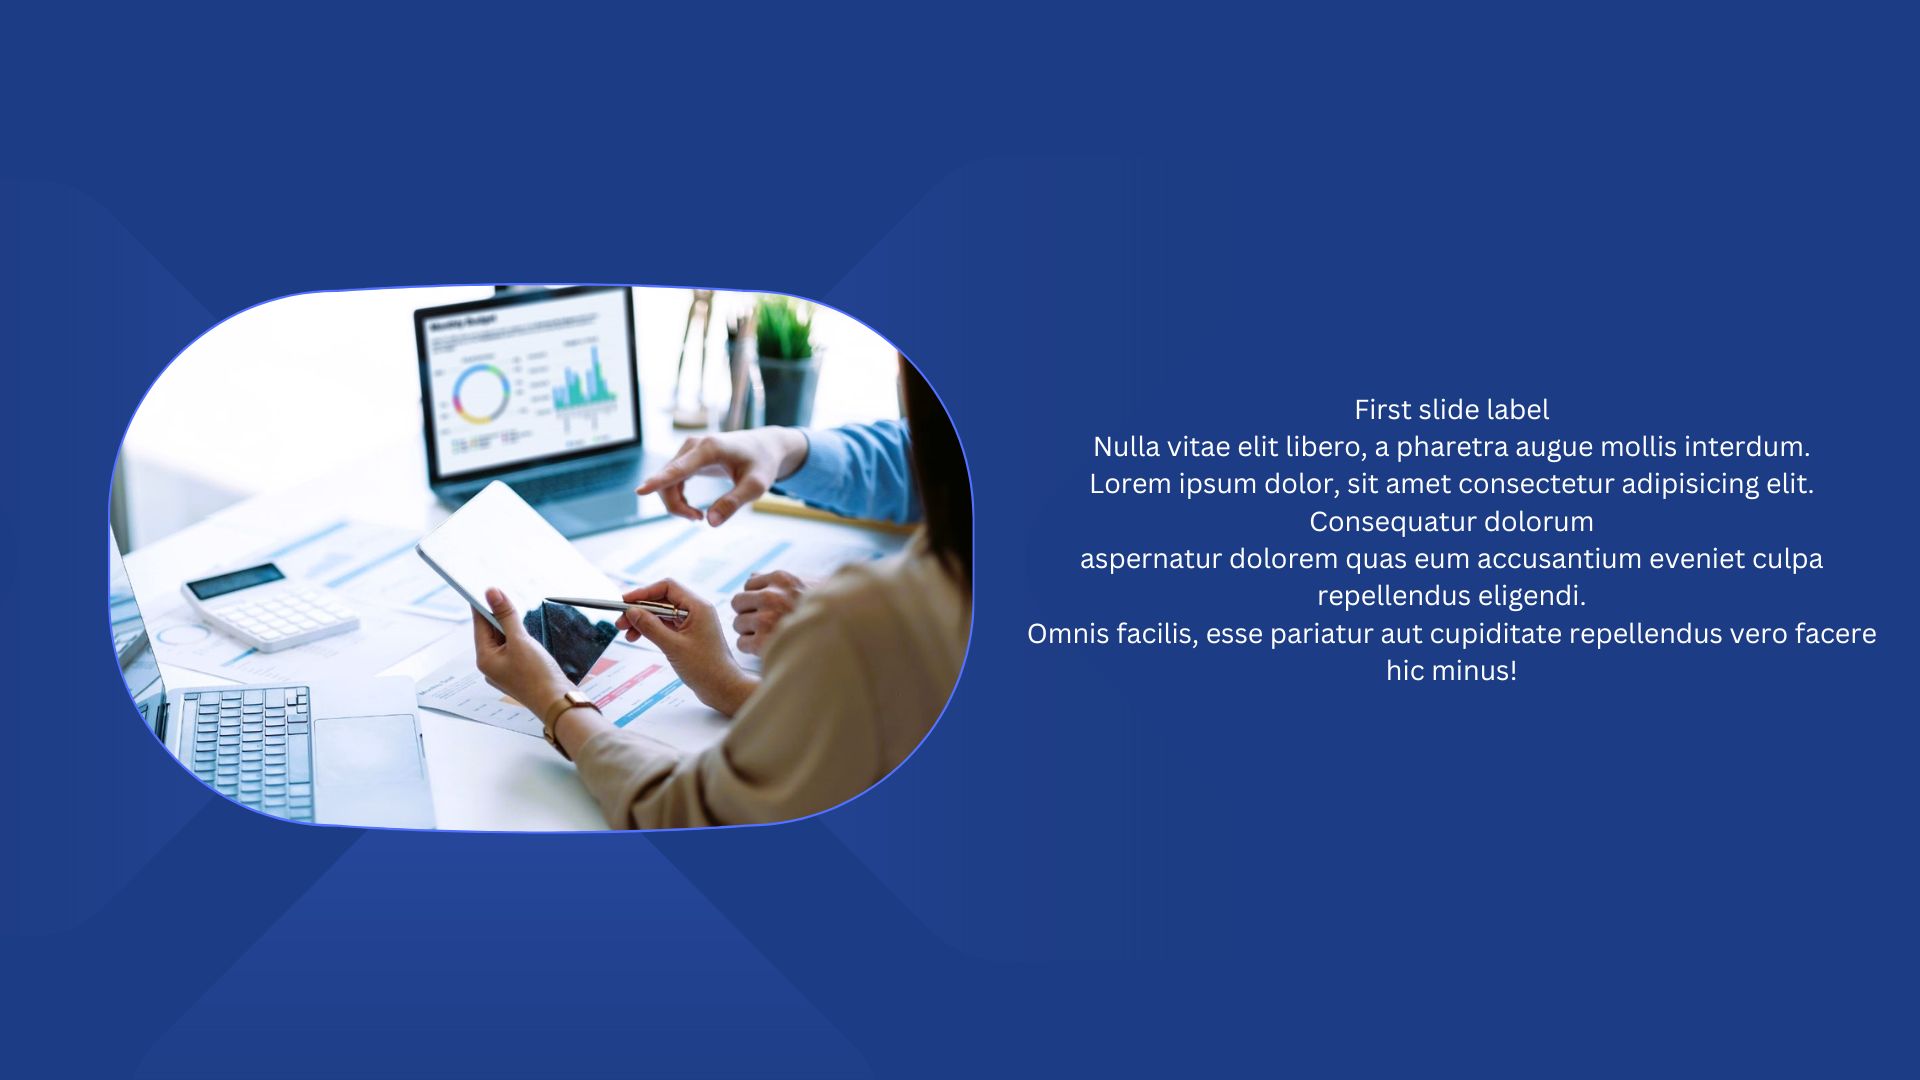 Monthly Budget
First slide label
Nulla vitae elit libero, a pharetra augue mollis interdum.
Lorem ipsum dolor, sit amet consectetur adipisicing elit.
Consequatur dolorum
aspernatur dolorem quas eum accusantium eveniet culpa
repellendus eligendi.
Omnis facilis, esse pariatur aut cupiditate repellendus vero facere
hic minus!